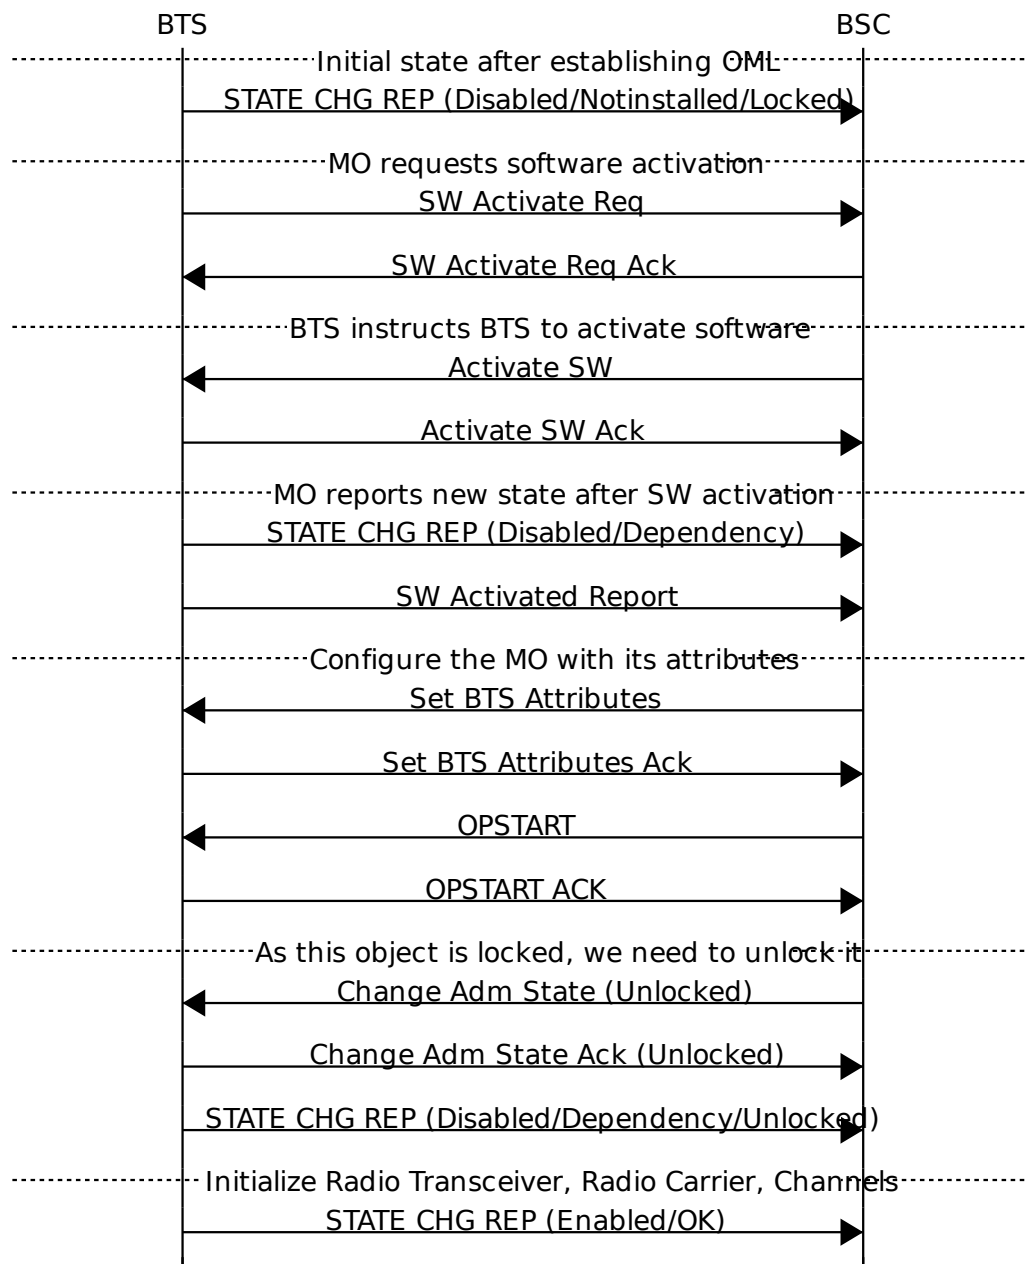 BTS BSC
Initial state after establishing OML
STATE CHG REP (Disabled/Notinstalled/Locked)
MO requests software activation
SW Activate Req
SW Activate Req Ack
BTS instructs BTS to activate software
Activate SW
Activate SW Ack
MO reports new state after SW activation
STATE CHG REP (Disabled/Dependency)
SW Activated Report
Configure the MO with its attributes
Set BTS Attributes
Set BTS Attributes Ack
OPSTART
OPSTART ACK
As this object is locked, we need to unlock it
Change Adm State (Unlocked)
Change Adm State Ack (Unlocked)
STATE CHG REP (Disabled/Dependency/Unlocked)
Initialize Radio Transceiver, Radio Carrier, Channels
STATE CHG REP (Enabled/OK)